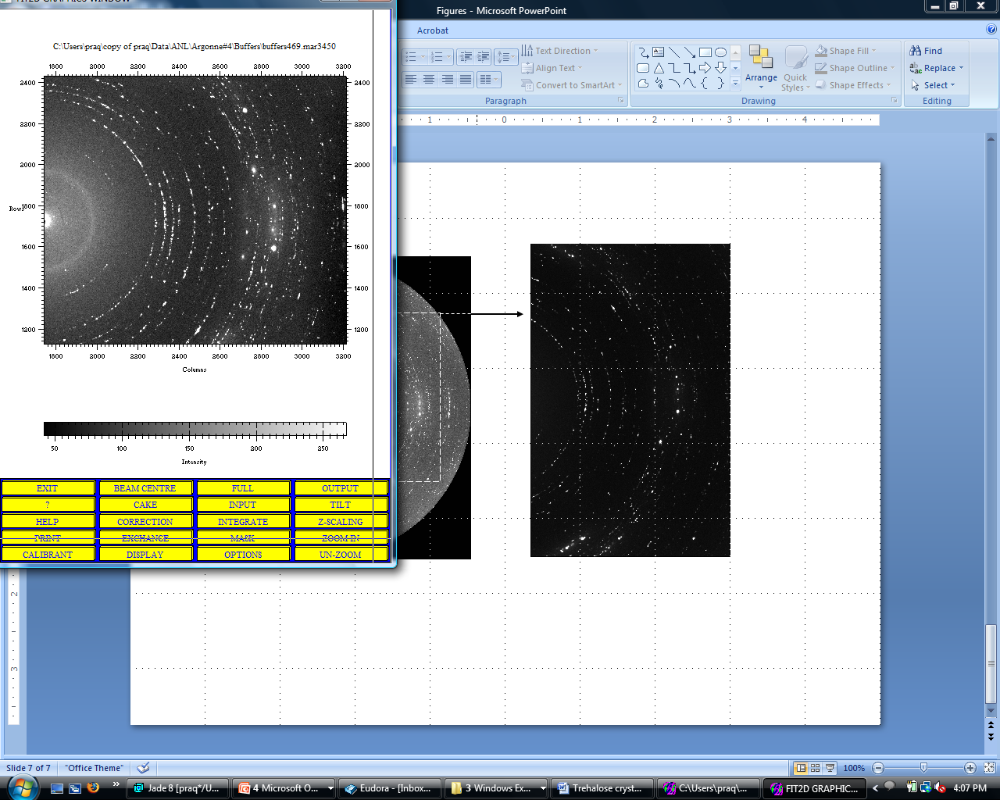 FIT2D GRAPHICS WINDOW
Figures - Microsoft PowerPoint
Acrobat
Text Direction
Align Text
Convert to SmartArt
Paragraph
Arrange
Quick Styles
Shape Fill
Shape Outline
Shape Effects
Drawing
Find
Replace
Select
Editing
1 0 1 2 3 4
C:\Users\praq\copy of praq\Data\ANL\Argonne#4\Buffers\buffers469.mar3450
1800 2000 2200 2400 2600 2800 3000 3200
2400 2400
2200 2200
2000 2000
Rows 1800 1800
1600 1600
1400 1400
1200 1200
1800 2000 2200 2400 2600 2800 3000 3200
Columns
50 100 150 200 250
Intensity
EXIT BEAM CENTRE FULL OUTPUT
? CAKE INPUT TILT
HELP CORRECTION INTEGRATE Z-SCALING
PRINT EXCHANGE MASK ZOOM IN
CALIBRANT DISPLAY OPTIONS UN-ZOOM
2
3
Slide 7 of 7 "Office Theme" 100%
Jade 8 [praq*/U... 4 Microsoft O... Eudora - [Inbox... 3 Windows Ex... Trehalose cryst... C:\Users\praq\... FIT2D GRAPHIC... 4:07 PM